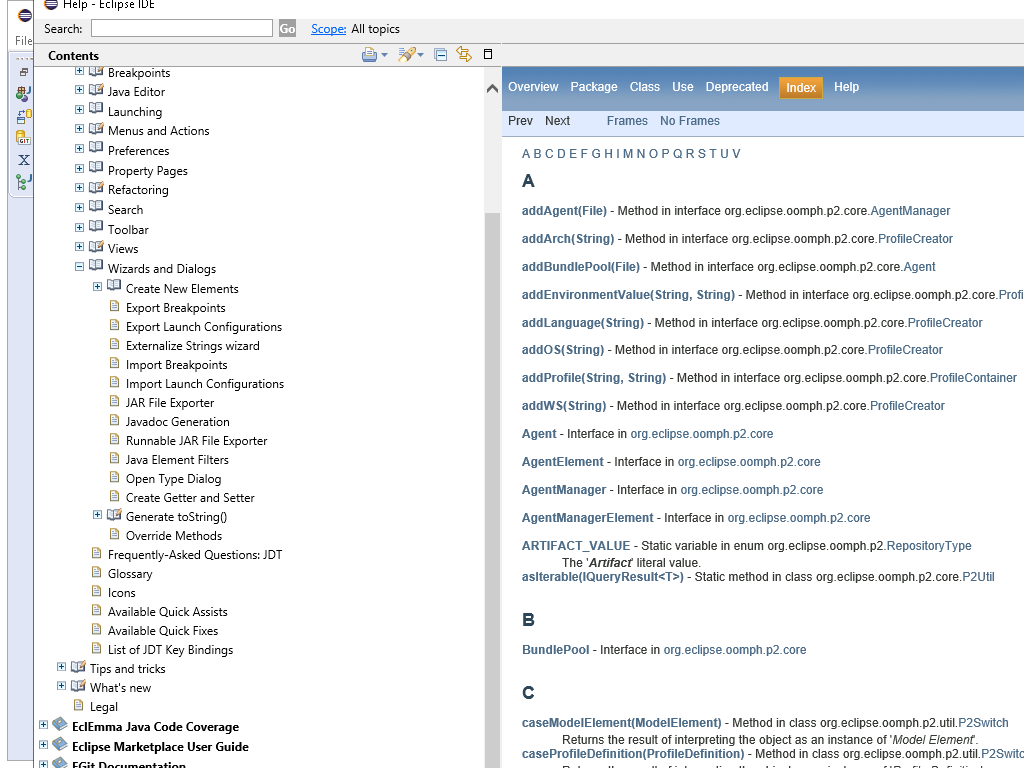 Help - Eclipse IDE
File
Search:
Go
Scope: All topics
Contents
Breakpoints
Java Editor
Launching
Menus and Actions
Preferences
Property Pages
Refactoring
Search
Toolbar
Views
Wizards and Dialogs
Create New Elements
Export Breakpoints
Export Launch Configurations
Externalize Strings wizard
Import Breakpoints
Import Launch Configurations
JAR File Exporter
Javadoc Generation
Runnable JAR File Exporter
Java Element Filters
Open Type Dialog
Create Getter and Setter
Generate toString()
Override Methods
Frequently-Asked Questions: JDT
Glossary
Icons
Available Quick Assists
Available Quick Fixes
List of JDT Key Bindings
Tips and tricks
What's new
Legal
EclEmma Java Code Coverage
Eclipse Marketplace User Guide
EGit Documentation
Overview Package Class Use Deprecated Index Help
Prev Next Frames No Frames
A B C D E F G H I M N O P Q R S T U V
A
addAgent(File) - Method in interface org.eclipse.oomph.p2.core.AgentManager
addArch(String) - Method in interface org.eclipse.oomph.p2.core.ProfileCreator
addBundlePool(File) - Method in interface org.eclipse.oomph.p2.core.Agent
addEnvironmentValue(String, String) - Method in interface org.eclipse.oomph.p2.core.Profi
addLanguage(String) - Method in interface org.eclipse.oomph.p2.core.ProfileCreator
addOS(String) - Method in interface org.eclipse.oomph.p2.core.ProfileCreator
addProfile(String, String) - Method in interface org.eclipse.oomph.p2.core.ProfileContainer
addWS(String) - Method in interface org.eclipse.oomph.p2.core.ProfileCreator
Agent - Interface in org.eclipse.oomph.p2.core
AgentElement - Interface in org.eclipse.oomph.p2.core
AgentManager - Interface in org.eclipse.oomph.p2.core
AgentManagerElement - Interface in org.eclipse.oomph.p2.core
ARTIFACT_VALUE - Static variable in enum org.eclipse.oomph.p2.RepositoryType
The 'Artifact' literal value.
asIterable(IQueryResult<T>) - Static method in class org.eclipse.oomph.p2.core.P2Util
B
BundlePool - Interface in org.eclipse.oomph.p2.core
C
caseModelElement(ModelElement) - Method in class org.eclipse.oomph.p2.util.P2Switch
Returns the result of interpreting the object as an instance of 'Model Element'.
caseProfileDefinition(ProfileDefinition) - Method in class org.eclipse.oomph.p2.util.P2Switc